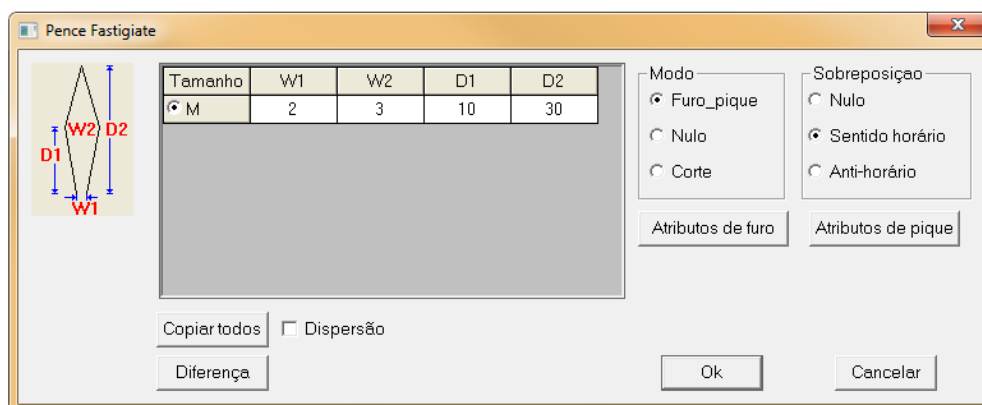 Pence Fastigiate
W2 D2
D1
W1
Tamanho W1 W2 D1 D2
M 2 3 10 30
Modo
Furo_pique
Nulo
Corte
Sobreposiçao
Nulo
Sentido horário
Anti-horário
Atributos de furo
Atributos de pique
Copiar todos
Dispersão
Diferença
Ok
Cancelar